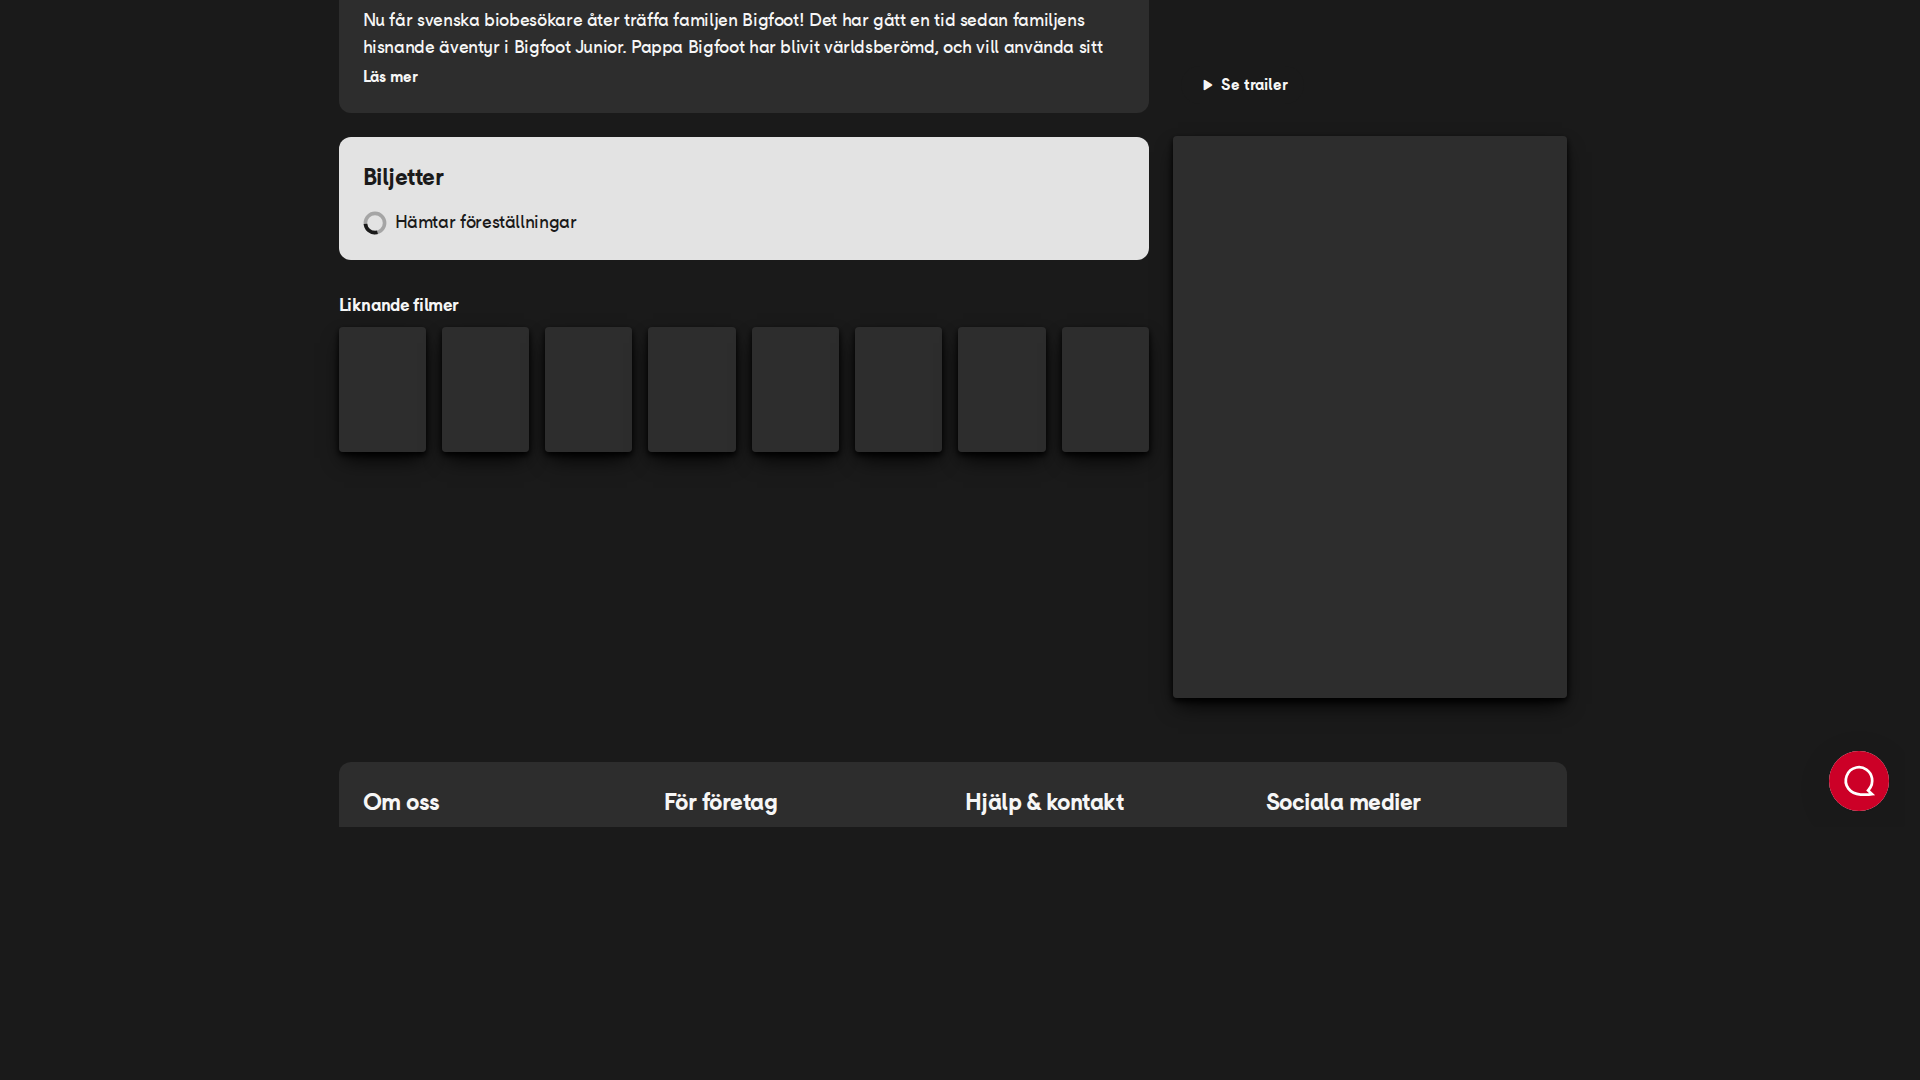 Nu får svenska biobesökare åter träffa familjen Bigfoot! Det har gått en tid sedan familjens
hisnande äventyr i Bigfoot Junior. Pappa Bigfoot har blivit världsberömd, och vill använda sitt
Läs mer
Se trailer
Biljetter
Hämtar föreställningar
Liknande filmer
Om oss
För företag
Hjälp & kontakt
Sociala medier